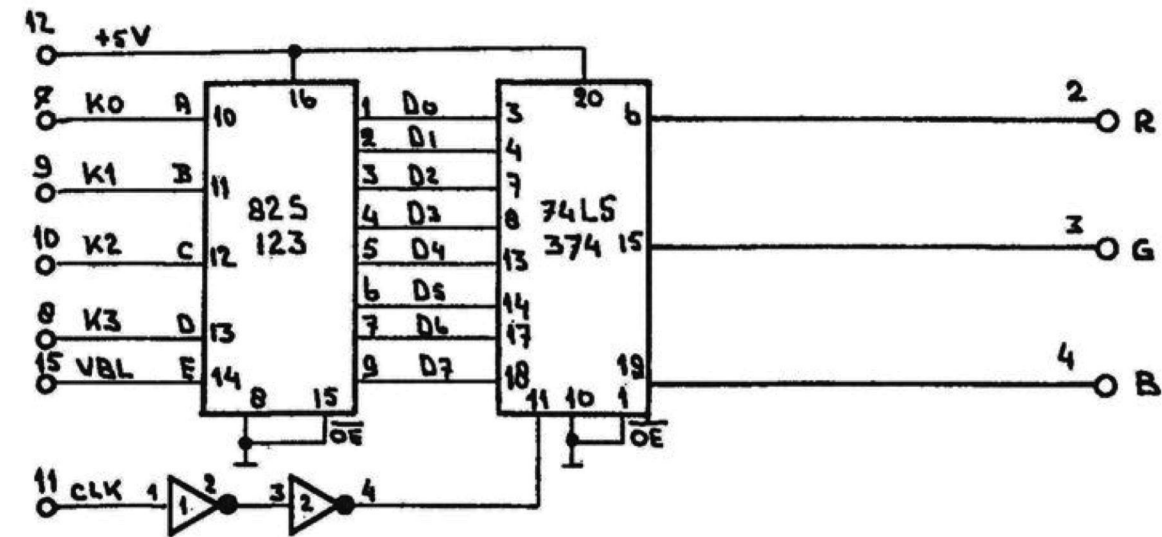 12 +5V
16 20
7 K0 A 10 1 D0 3 6 2 R
2 D1 4
9 K1 B 11 3 D2 7
82S 4 D3 8 74LS 3
10 K2 C 12 123 5 D4 13 374 15 G
6 D5 14
8 K3 D 13 7 D6 17
15 VBL E 14 9 D7 18 19 4 B
8 15 11 10 1
OE OE
11 CLK 1 1 2 3 2 4